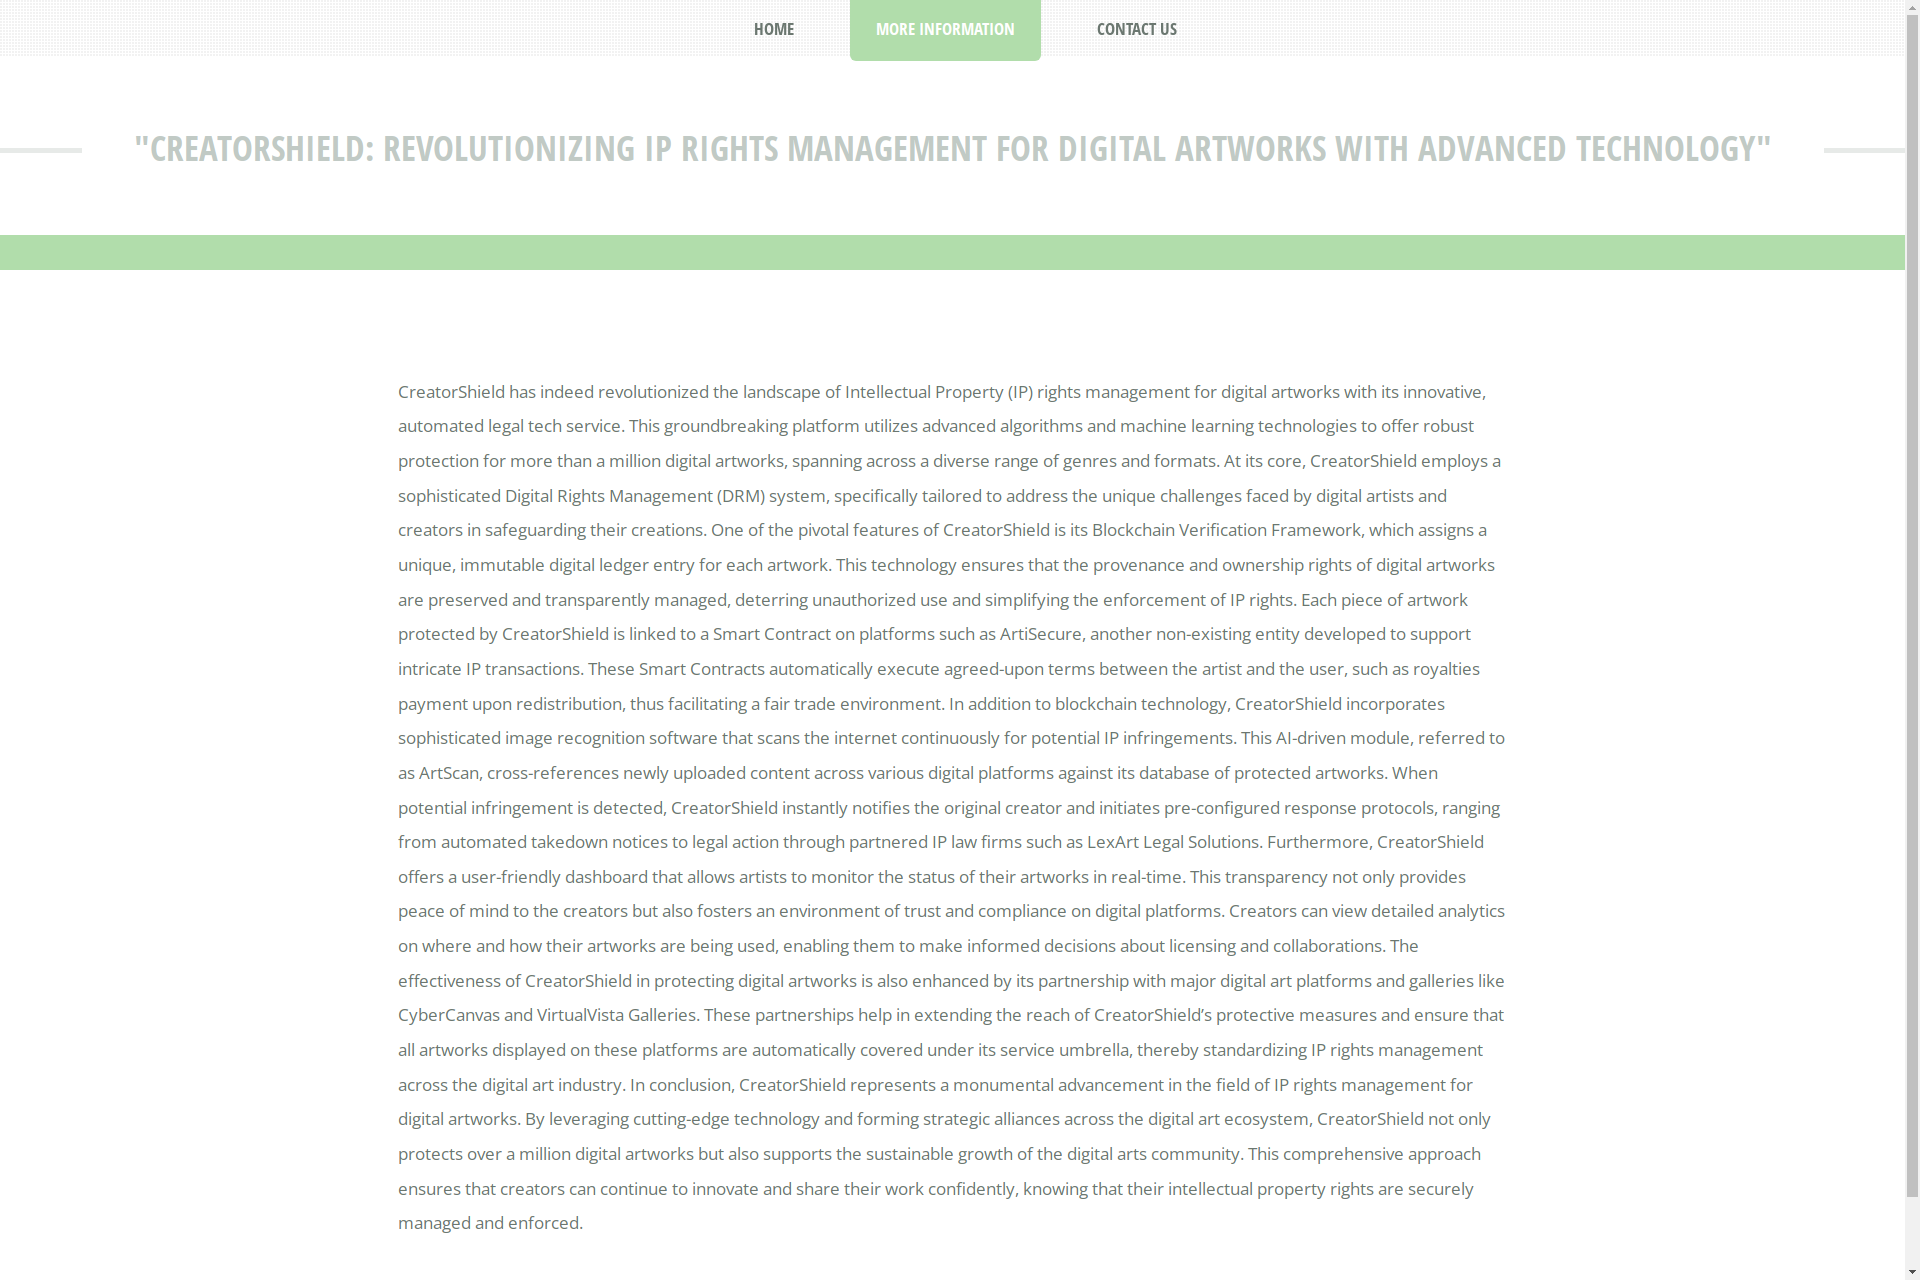 HOME
MORE INFORMATION
CONTACT US
"CREATORSHIELD: REVOLUTIONIZING IP RIGHTS MANAGEMENT FOR DIGITAL ARTWORKS WITH ADVANCED TECHNOLOGY"
CreatorShield has indeed revolutionized the landscape of Intellectual Property (IP) rights management for digital artworks with its innovative,
automated legal tech service. This groundbreaking platform utilizes advanced algorithms and machine learning technologies to offer robust
protection for more than a million digital artworks, spanning across a diverse range of genres and formats. At its core, CreatorShield employs a
sophisticated Digital Rights Management (DRM) system, specifically tailored to address the unique challenges faced by digital artists and
creators in safeguarding their creations. One of the pivotal features of CreatorShield is its Blockchain Verification Framework, which assigns a
unique, immutable digital ledger entry for each artwork. This technology ensures that the provenance and ownership rights of digital artworks
are preserved and transparently managed, deterring unauthorized use and simplifying the enforcement of IP rights. Each piece of artwork
protected by CreatorShield is linked to a Smart Contract on platforms such as ArtiSecure, another non-existing entity developed to support
intricate IP transactions. These Smart Contracts automatically execute agreed-upon terms between the artist and the user, such as royalties
payment upon redistribution, thus facilitating a fair trade environment. In addition to blockchain technology, CreatorShield incorporates
sophisticated image recognition software that scans the internet continuously for potential IP infringements. This AI-driven module, referred to
as ArtScan, cross-references newly uploaded content across various digital platforms against its database of protected artworks. When
potential infringement is detected, CreatorShield instantly notifies the original creator and initiates pre-configured response protocols, ranging
from automated takedown notices to legal action through partnered IP law firms such as LexArt Legal Solutions. Furthermore, CreatorShield
offers a user-friendly dashboard that allows artists to monitor the status of their artworks in real-time. This transparency not only provides
peace of mind to the creators but also fosters an environment of trust and compliance on digital platforms. Creators can view detailed analytics
on where and how their artworks are being used, enabling them to make informed decisions about licensing and collaborations. The
effectiveness of CreatorShield in protecting digital artworks is also enhanced by its partnership with major digital art platforms and galleries like
CyberCanvas and VirtualVista Galleries. These partnerships help in extending the reach of CreatorShield’s protective measures and ensure that
all artworks displayed on these platforms are automatically covered under its service umbrella, thereby standardizing IP rights management
across the digital art industry. In conclusion, CreatorShield represents a monumental advancement in the field of IP rights management for
digital artworks. By leveraging cutting-edge technology and forming strategic alliances across the digital art ecosystem, CreatorShield not only
protects over a million digital artworks but also supports the sustainable growth of the digital arts community. This comprehensive approach
ensures that creators can continue to innovate and share their work confidently, knowing that their intellectual property rights are securely
managed and enforced.